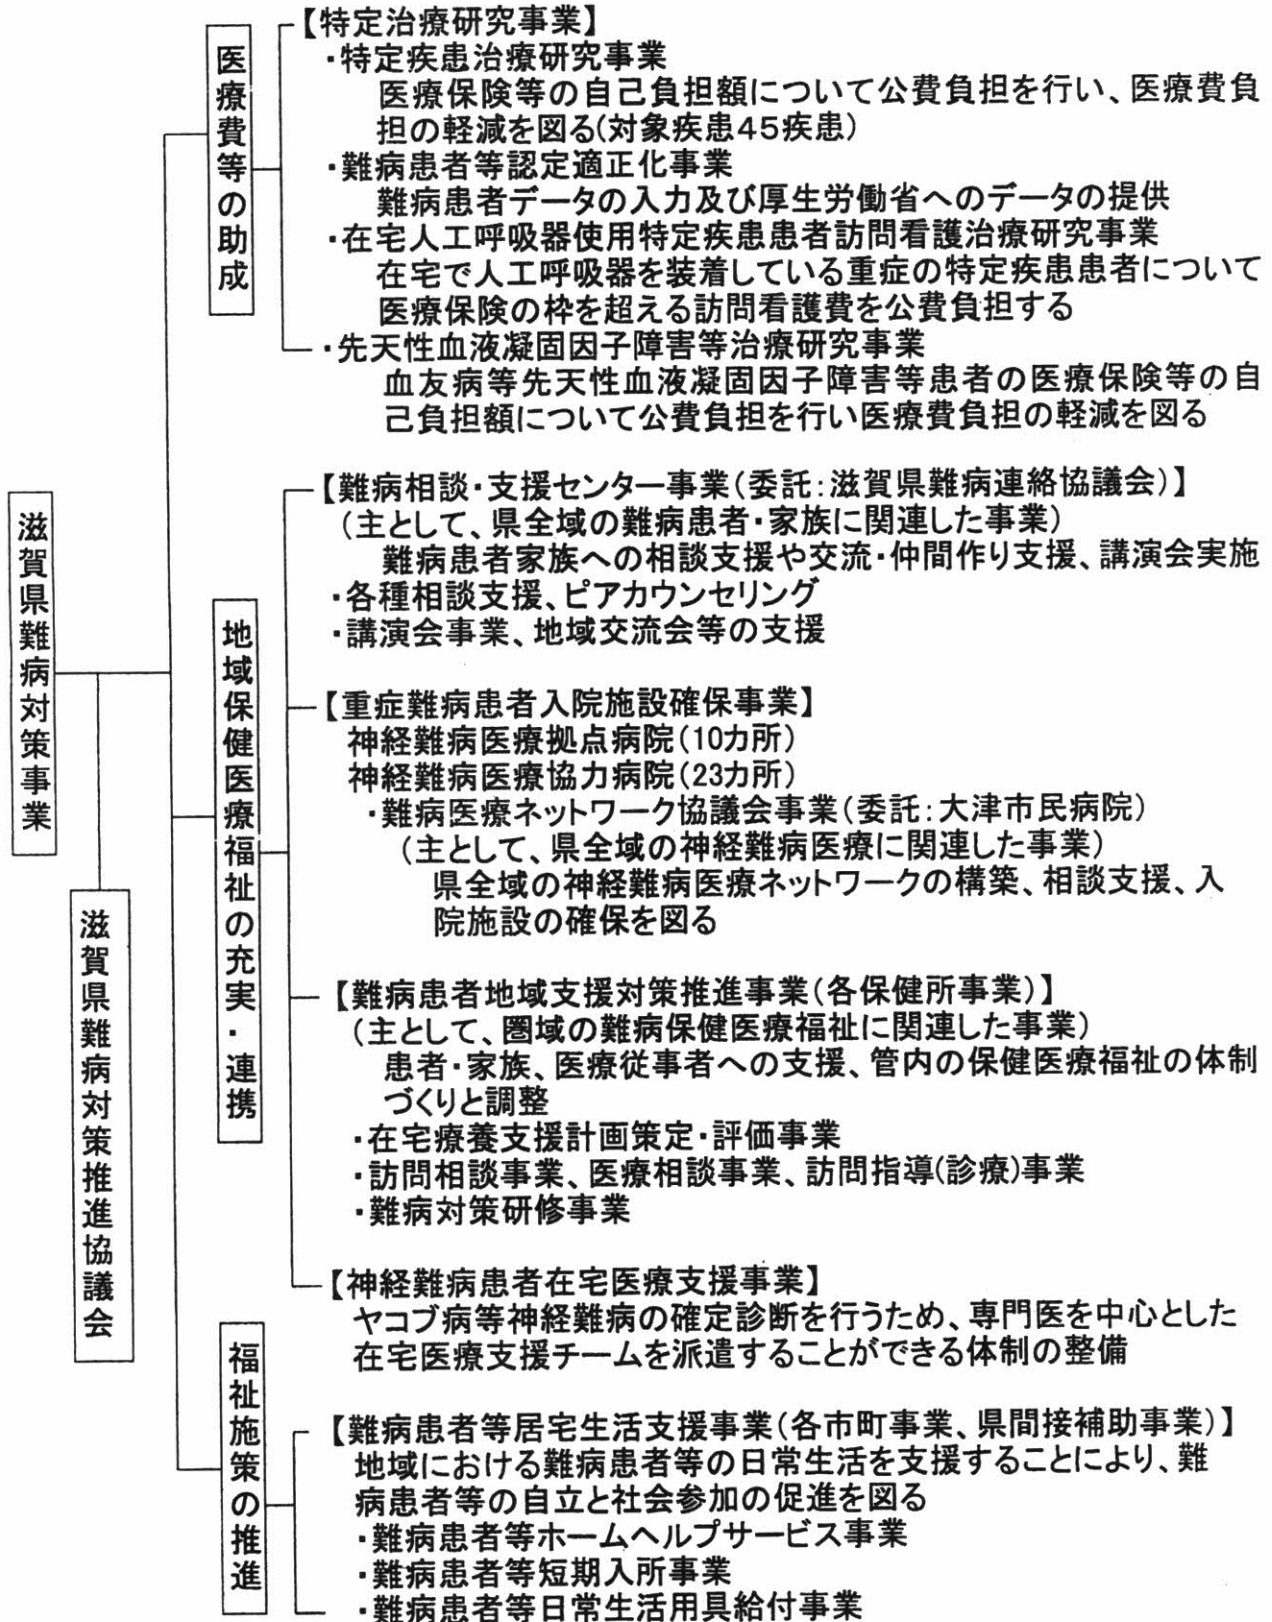 滋賀県難病対策事業
滋賀県難病対策推進協議会
医療費等の助成
【特定治療研究事業】
・特定疾患治療研究事業
医療保険等の自己負担額について公費負担を行い、医療費負
担の軽減を図る(対象疾患45疾患)
・難病患者等認定適正化事業
難病患者データの入力及び厚生労働省へのデータの提供
・在宅人工呼吸器使用特定疾患患者訪問看護治療研究事業
在宅で人工呼吸器を装着している重症の特定疾患患者について
医療保険の枠を超える訪問看護費を公費負担する
・先天性血液凝固因子障害等治療研究事業
血友病等先天性血液凝固因子障害等患者の医療保険等の自
己負担額について公費負担を行い医療費負担の軽減を図る
地域保健医療福祉の充実・連携
【難病相談・支援センター事業(委託:滋賀県難病連絡協議会)】
(主として、県全域の難病患者・家族に関連した事業)
難病患者家族への相談支援や交流・仲間作り支援、講演会実施
・各種相談支援、ピアカウンセリング
・講演会事業、地域交流会等の支援
【重症難病患者入院施設確保事業】
神経難病医療拠点病院(10カ所)
神経難病医療協力病院(23カ所)
・難病医療ネットワーク協議会事業(委託:大津市民病院)
(主として、県全域の神経難病医療に関連した事業)
県全域の神経難病医療ネットワークの構築、相談支援、入
院施設の確保を図る
【難病患者地域支援対策推進事業(各保健所事業)】
(主として、圏域の難病保健医療福祉に関連した事業)
患者・家族、医療従事者への支援、管内の保健医療福祉の体制
づくりと調整
・在宅療養支援計画策定・評価事業
・訪問相談事業、医療相談事業、訪問指導(診療)事業
・難病対策研修事業
【神経難病患者在宅医療支援事業】
ヤコブ病等神経難病の確定診断を行うため、専門医を中心とした
在宅医療支援チームを派遣することができる体制の整備
福祉施策の推進
【難病患者等居宅生活支援事業(各市町事業、県間接補助事業)】
地域における難病患者等の日常生活を支援することにより、難
病患者等の自立と社会参加の促進を図る
・難病患者等ホームヘルプサービス事業
・難病患者等短期入所事業
・難病患者等日常生活用具給付事業